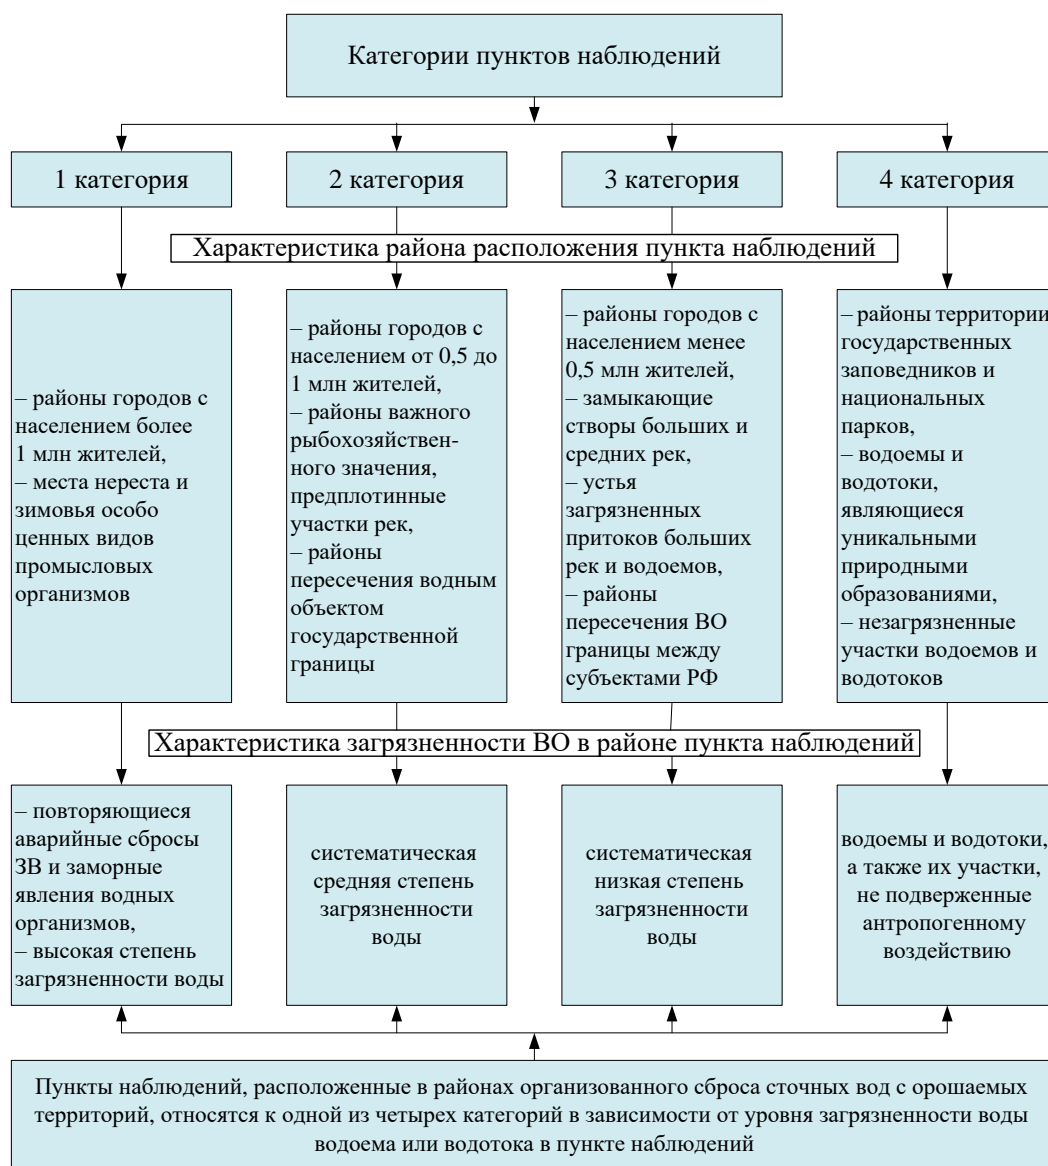 Категории пунктов наблюдений
1 категория
2 категория
3 категория
4 категория
Характеристика района расположения пункта наблюдений
– районы городов с
населением более
1 млн жителей,
– места нереста и
зимовья особо
ценных видов
промысловых
организмов
– районы городов с
населением от 0,5 до
1 млн жителей,
– районы важного
рыбохозяйствен-
ного значения,
предплотинные
участки рек,
– районы
пересечения водным
объектом
государственной
границы
– районы городов с
населением менее
0,5 млн жителей,
– замыкающие
створы больших и
средних рек,
– устья
загрязненных
притоков больших
рек и водоемов,
– районы
пересечения ВО
границы между
субъектами РФ
– районы территории
государственных
заповедников и
национальных
парков,
– водоемы и
водотоки,
являющиеся
уникальными
природными
образованиями,
– незагрязненные
участки водоемов и
водотоков
Характеристика загрязненности ВО в районе пункта наблюдений
– повторяющиеся
аварийные сбросы
ЗВ и заморные
явления водных
организмов,
– высокая степень
загрязненности воды
систематическая
средняя степень
загрязненности
воды
систематическая
низкая степень
загрязненности
воды
водоемы и водотоки,
а также их участки,
не подверженные
антропогенному
воздействию
Пункты наблюдений, расположенные в районах организованного сброса сточных вод с орошаемых
территорий, относятся к одной из четырех категорий в зависимости от уровня загрязненности воды
водоема или водотока в пункте наблюдений